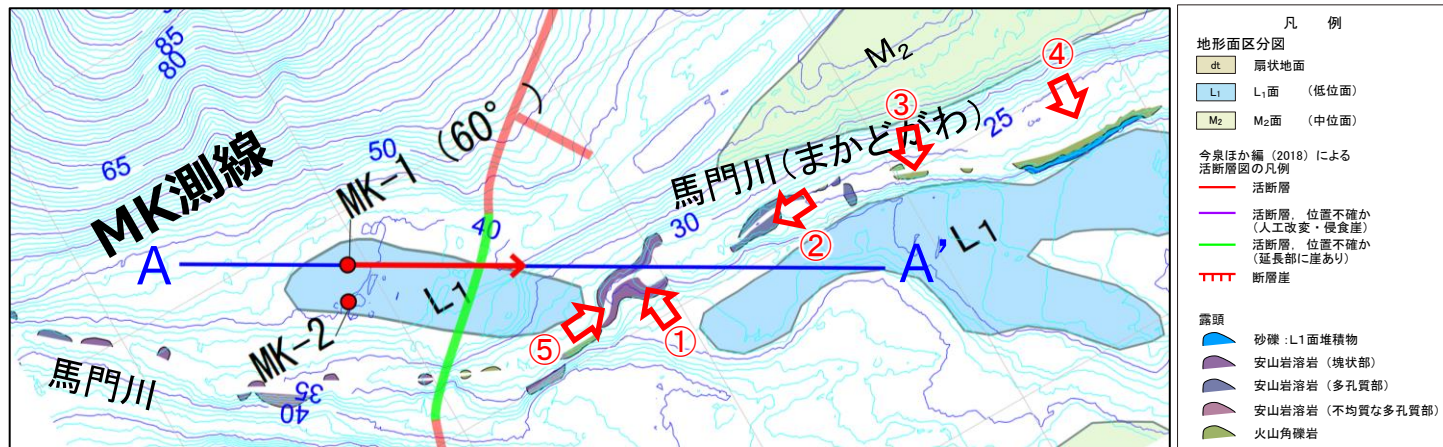 85
80
65
50
M₂
④
③
25
MK測線
MK-1 (60° )
馬門川(まかどがわ)
40
30
②
A
A'
L₁
L₁
⑤
①
MK-2
馬門川
35
40
凡 例
地形面区分図
dt 扇状地面
L₁ L₁面 (低位面)
M₂ M₂面 (中位面)
今泉ほか編(2018)による
活断層図の凡例
活断層
活断層,位置不確か
(人工改変・侵食崖)
活断層,位置不確か
(延長部に崖あり)
断層崖
露頭
砂礫:L1面堆積物
安山岩溶岩(塊状部)
安山岩溶岩(多孔質部)
安山岩溶岩(不均質な多孔質部)
火山角礫岩